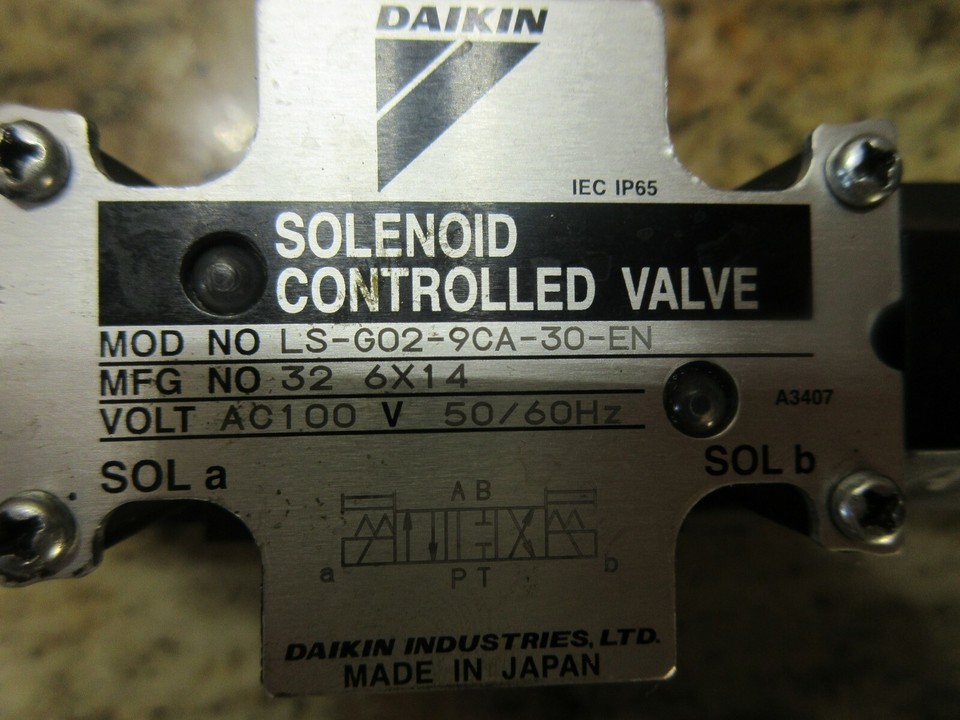 DAIKIN
IEC IP65
SOLENOID
CONTROLLED VALVE
MOD NO LS-G02-9CA-30-EN
MFG NO 32 6X14
VOLT AC100 V 50/60Hz
A3407
SOL a
SOL b
A B
a
b
P T
DAIKIN INDUSTRIES, LTD.
MADE IN JAPAN